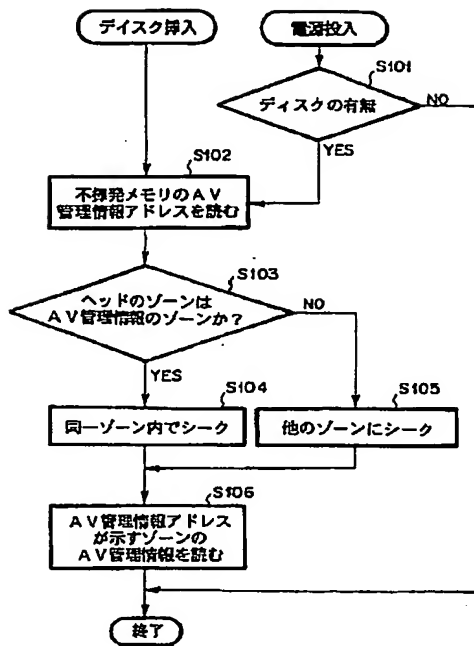 ディスク挿入
電源投入
S101
ディスクの有無
NO
YES
S102
不揮発メモリのAV
管理情報アドレスを読む
S103
ヘッドのゾーンは
AV管理情報のゾーンか?
NO
YES
S104
S105
同一ゾーン内でシーク
他のゾーンにシーク
S106
AV管理情報アドレス
が示すゾーンの
AV管理情報を読む
終了